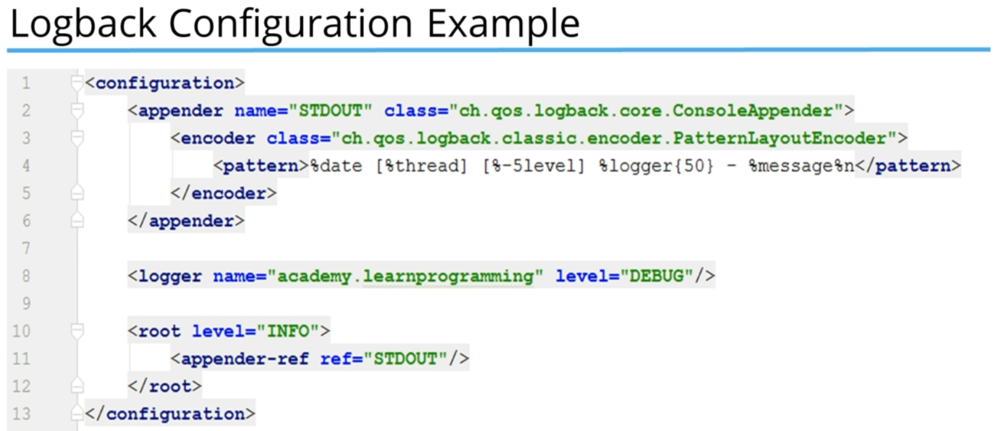 Logback Configuration Example
1 <configuration>
2 <appender name="STDOUT" class="ch.qos.logback.core.ConsoleAppender">
3 <encoder class="ch.qos.logback.classic.encoder.PatternLayoutEncoder">
4 <pattern>%date [%thread] [%-5level] %logger{50} - %message%n</pattern>
5 </encoder>
6 </appender>
7
8 <logger name="academy.learnprogramming" level="DEBUG"/>
9
10 <root level="INFO">
11 <appender-ref ref="STDOUT"/>
12 </root>
13 </configuration>